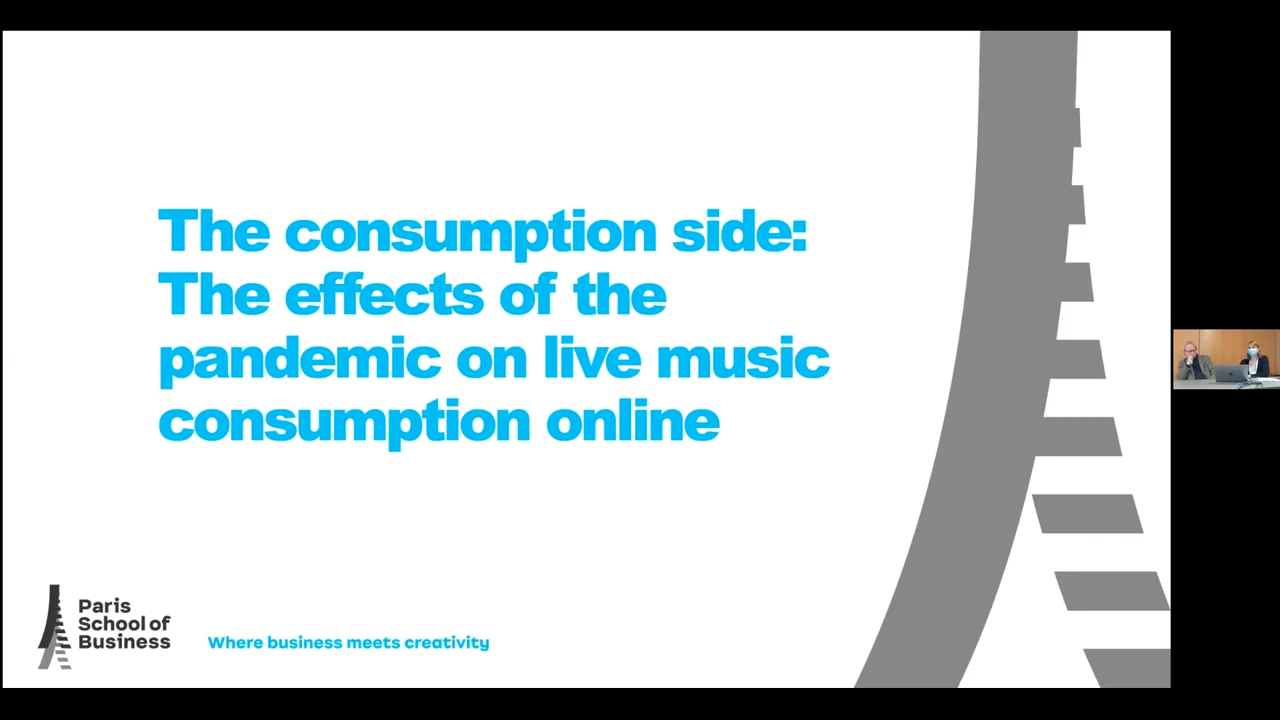 The consumption side:
The effects of the
pandemic on live music
consumption online
Paris
School of
Business
Where business meets creativity